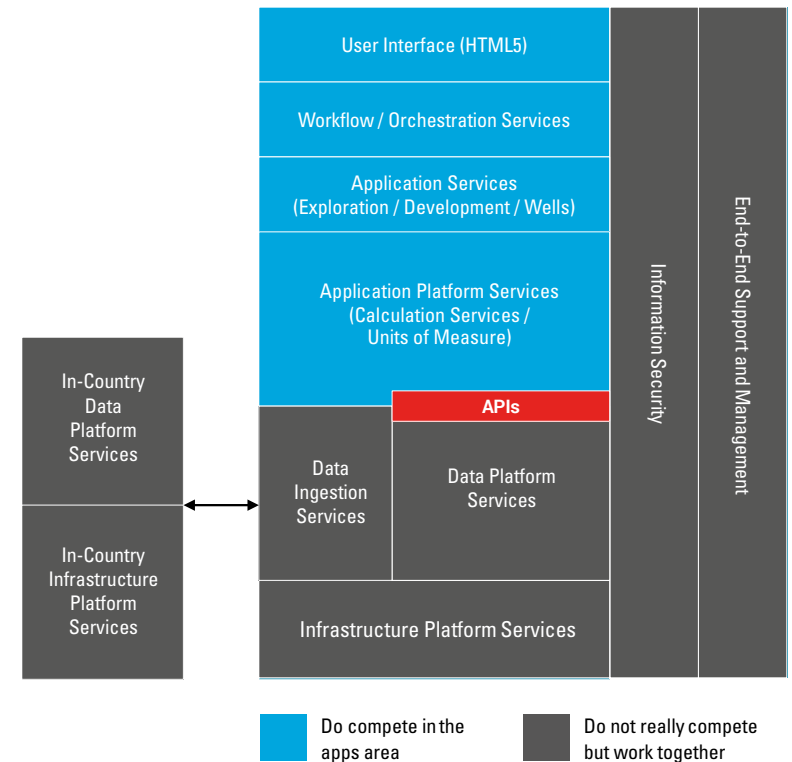 User Interface (HTML5)
Workflow / Orchestration Services
Application Services
(Exploration / Development / Wells)
Application Platform Services
(Calculation Services /
Units of Measure)
APIs
Data
Ingestion
Services
Data Platform
Services
Infrastructure Platform Services
Information Security
End-to-End Support and Management
In-Country
Data
Platform
Services
In-Country
Infrastructure
Platform
Services
Do compete in the
apps area
Do not really compete
but work together